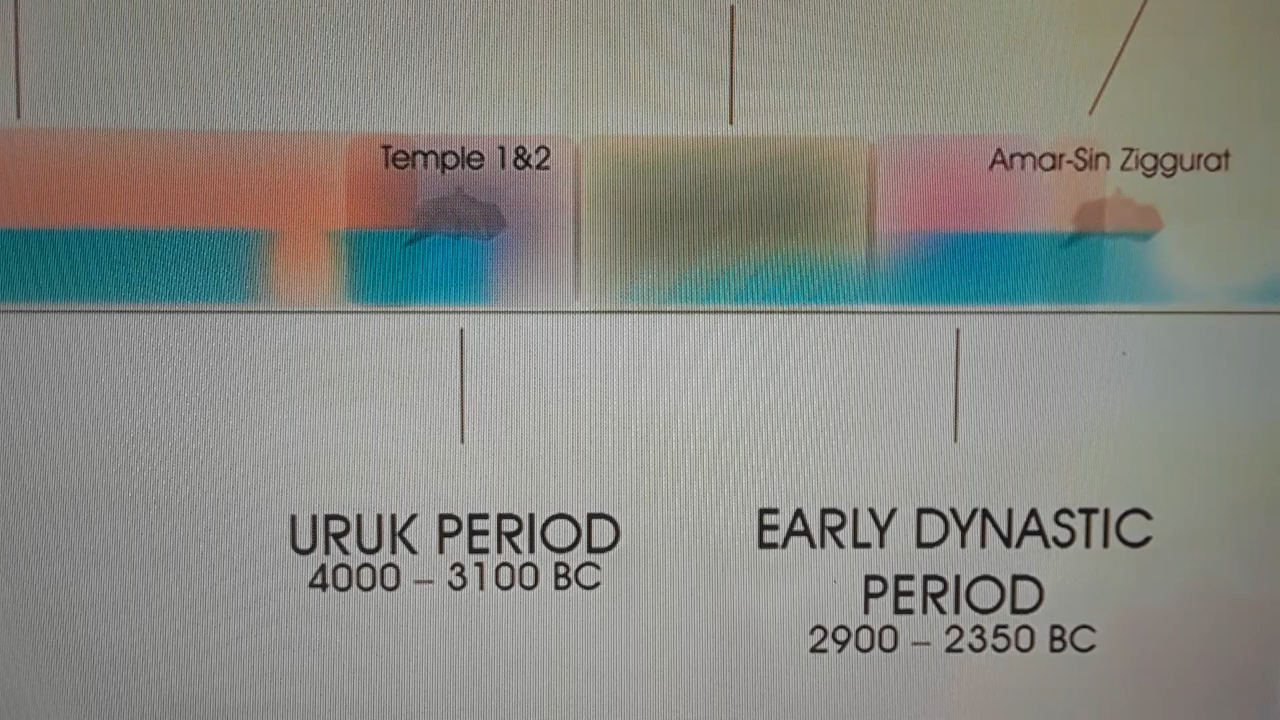 Temple 1&2
Amar-Sin Ziggurat
URUK PERIOD
4000 – 3100 BC
EARLY DYNASTIC
PERIOD
2900 – 2350 BC